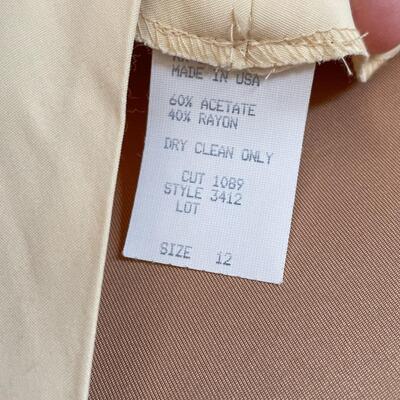 MADE IN USA
60% ACETATE
40% RAYON
DRY CLEAN ONLY
CUT 1089
STYLE 3412
LOT
SIZE 12